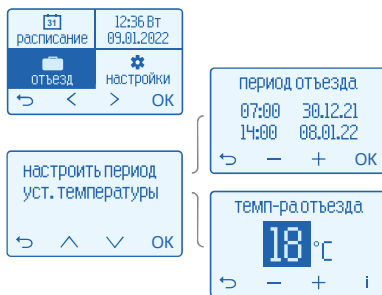 31
расписание
12:36 Вт
09.01.2022
отъезд
настройки
OK
период отъезда
07:00 30.12.21
14:00 08.01.22
— + OK
настроить период
уст. температуры
OK
темп-ра отъезда
18 °C
— + i